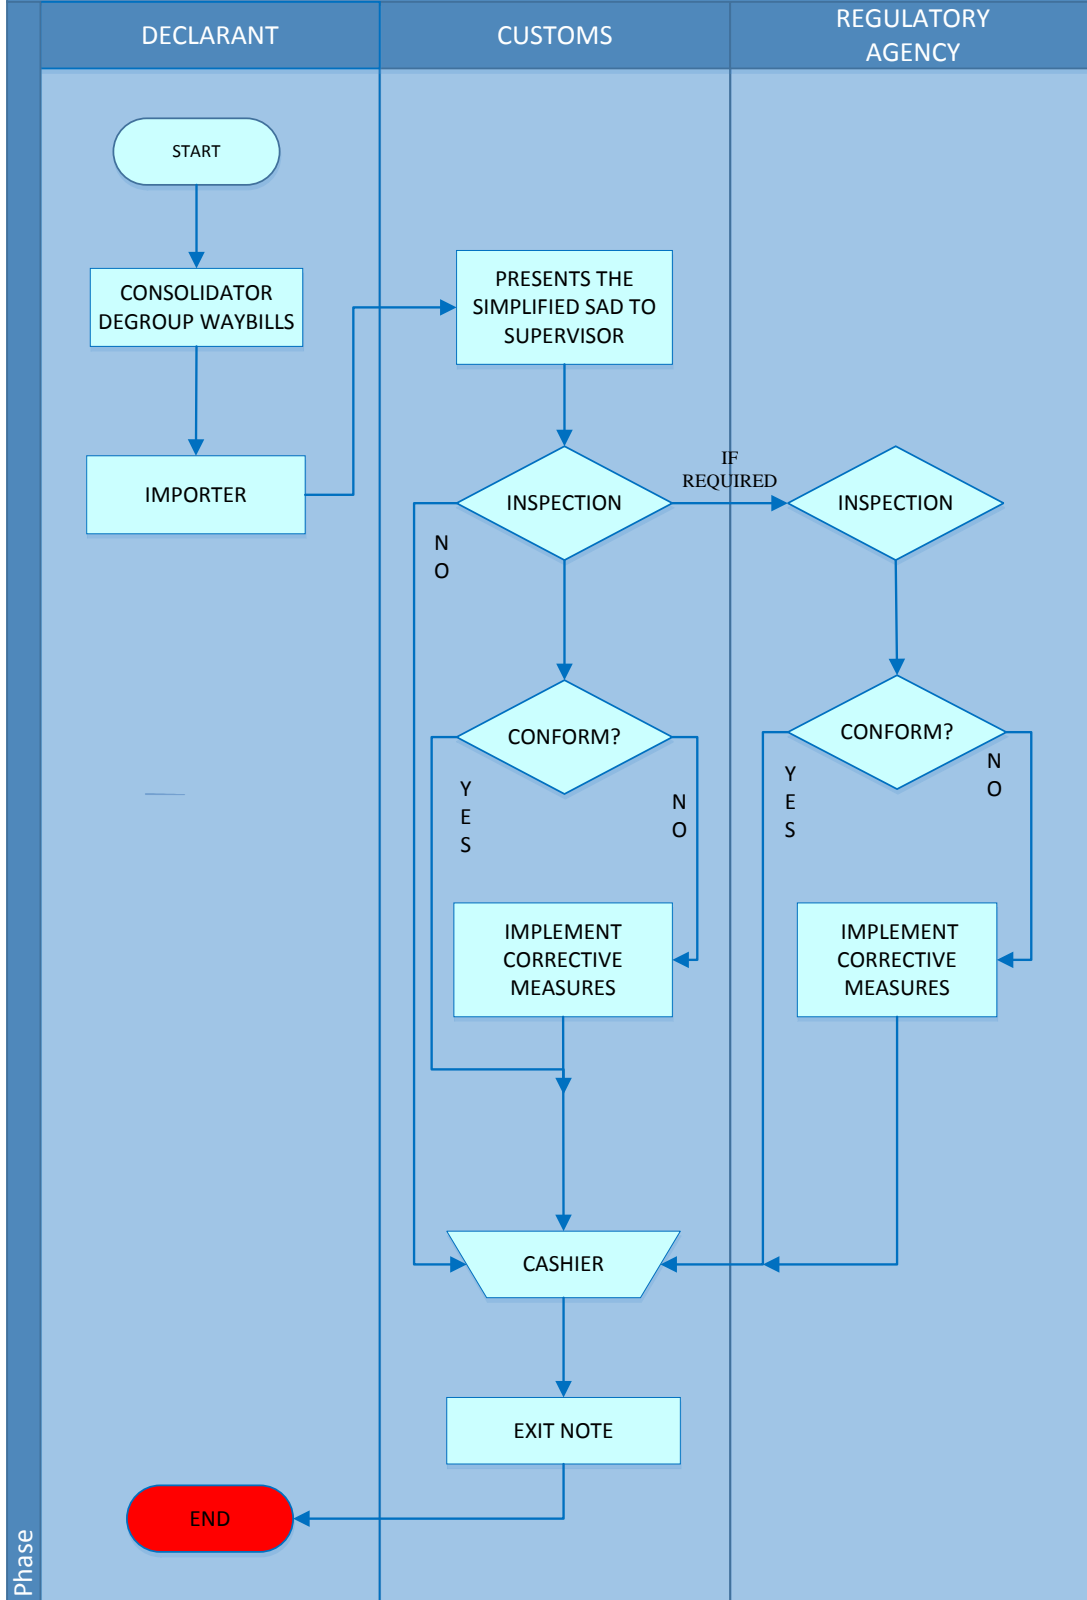 DECLARANT
CUSTOMS
REGULATORY
AGENCY
START
CONSOLIDATOR
DEGROUP WAYBILLS
PRESENTS THE
SIMPLIFIED SAD TO
SUPERVISOR
IMPORTER
INSPECTION
IF
REQUIRED
INSPECTION
N
O
CONFORM?
CONFORM?
Y
E
S
N
O
Y
E
S
N
O
IMPLEMENT
CORRECTIVE
MEASURES
IMPLEMENT
CORRECTIVE
MEASURES
CASHIER
EXIT NOTE
END
Phase